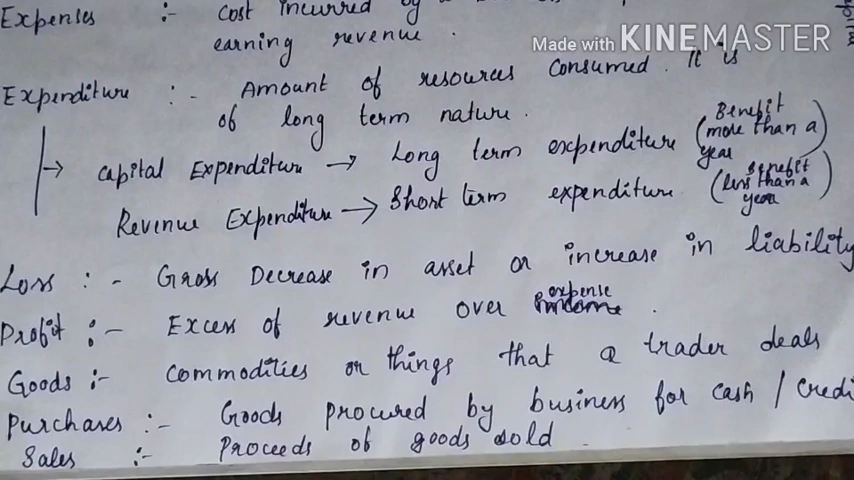 Expenses :- Cost incurred by a
earning revenue.
Made with KINEMASTER
Expenditure :- Amount of resources consumed. It is
of long term nature.
Capital Expenditure → Long term expenditure (Benefit more than a year)
Revenue Expenditure → Short term expenditure (Benefit less than a year)
Loss :- Gross Decrease in asset or increase in liability
Profit :- Excess of revenue over expense.
Goods :- Commodities or things that a trader deals
Purchases :- Goods procured by business for cash / credi
Sales :- Proceeds of goods sold.